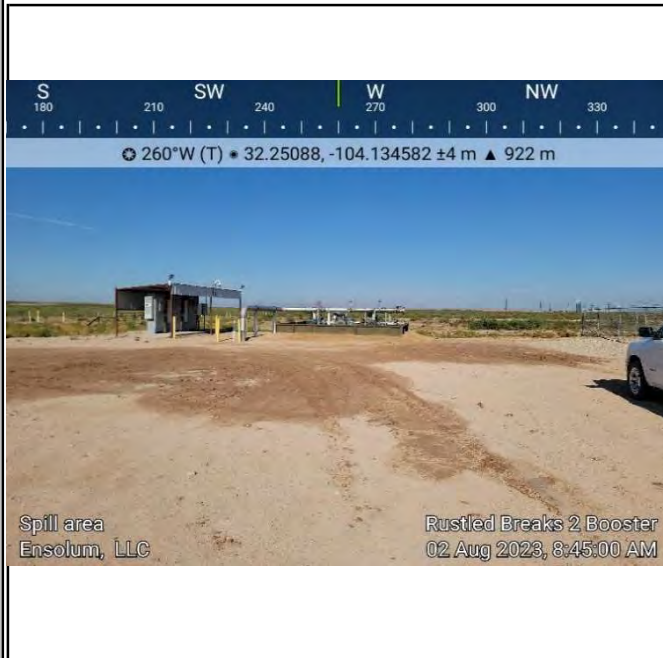 S SW W NW
180 210 240 270 300 330
260°W (T) • 32.25088, -104.134582 ±4 m ▲ 922 m
Spill area
Ensolum, LLC
Rustled Breaks 2 Booster
02 Aug 2023, 8:45:00 AM